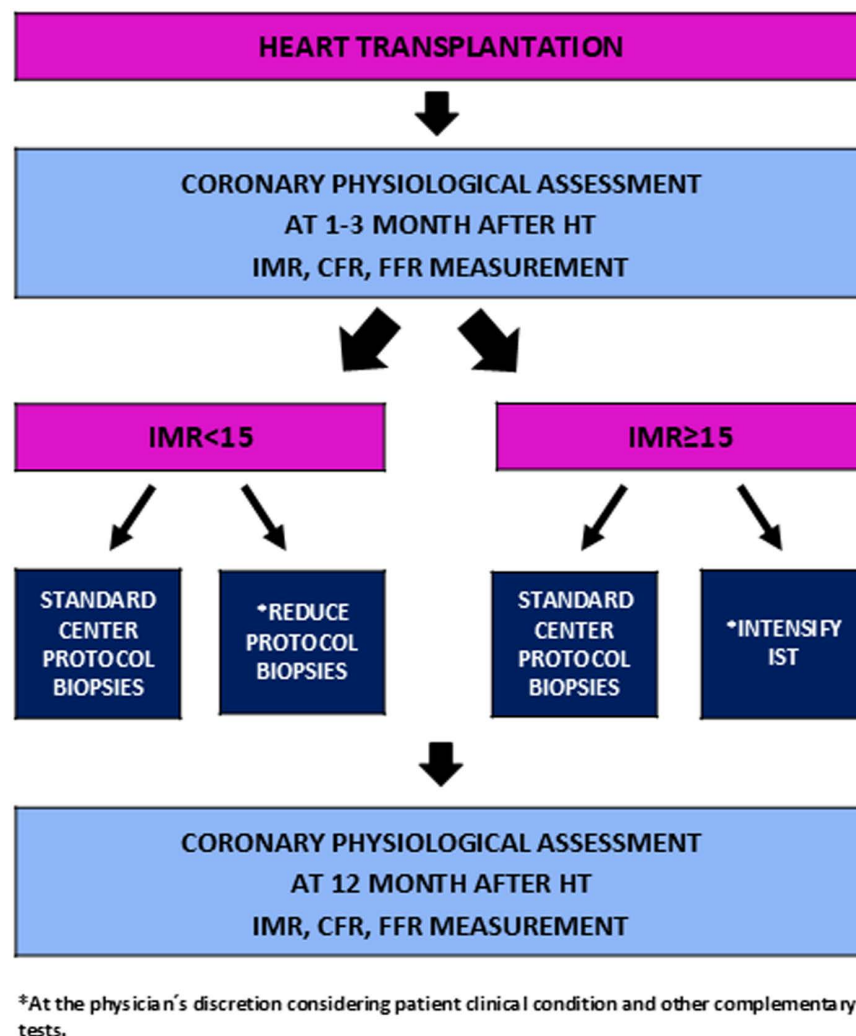 HEART TRANSPLANTATION
CORONARY PHYSIOLOGICAL ASSESSMENT
AT 1-3 MONTH AFTER HT
IMR, CFR, FFR MEASUREMENT
IMR<15
IMR≥15
STANDARD
CENTER
PROTOCOL
BIOPSIES
*REDUCE
PROTOCOL
BIOPSIES
STANDARD
CENTER
PROTOCOL
BIOPSIES
*INTENSIFY
IST
CORONARY PHYSIOLOGICAL ASSESSMENT
AT 12 MONTH AFTER HT
IMR, CFR, FFR MEASUREMENT
*At the physician´s discretion considering patient clinical condition and other complementary
tests.